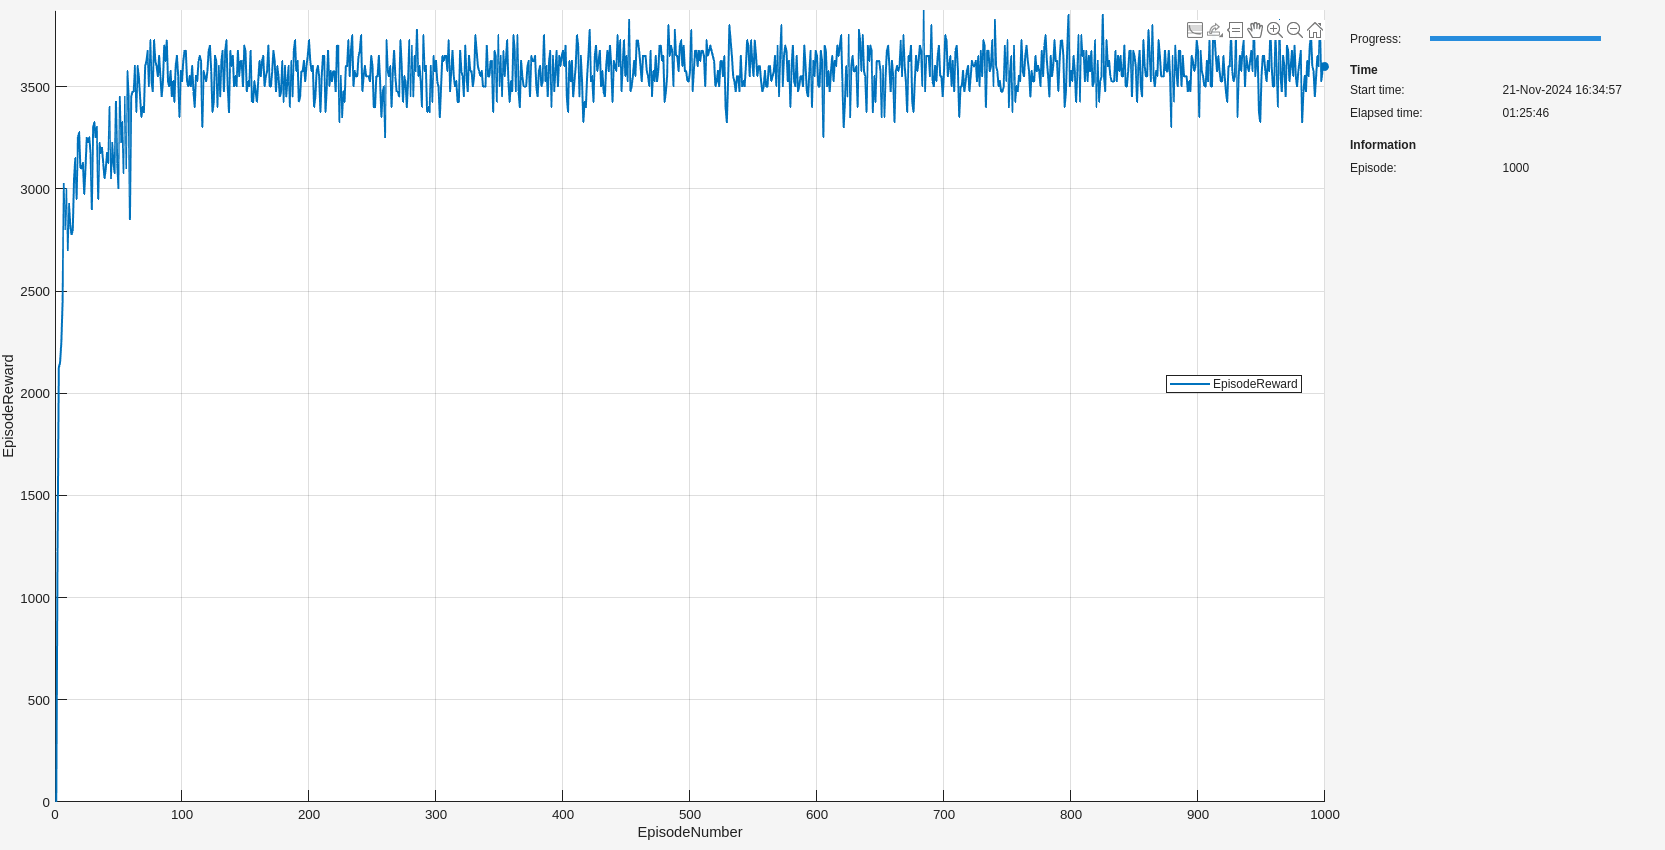 3500
3000
2500
2000
1500
1000
500
0
EpisodeReward
0 100 200 300 400 500 600 700 800 900 1000
EpisodeNumber
EpisodeReward
Progress:
Time
Start time: 21-Nov-2024 16:34:57
Elapsed time: 01:25:46
Information
Episode: 1000